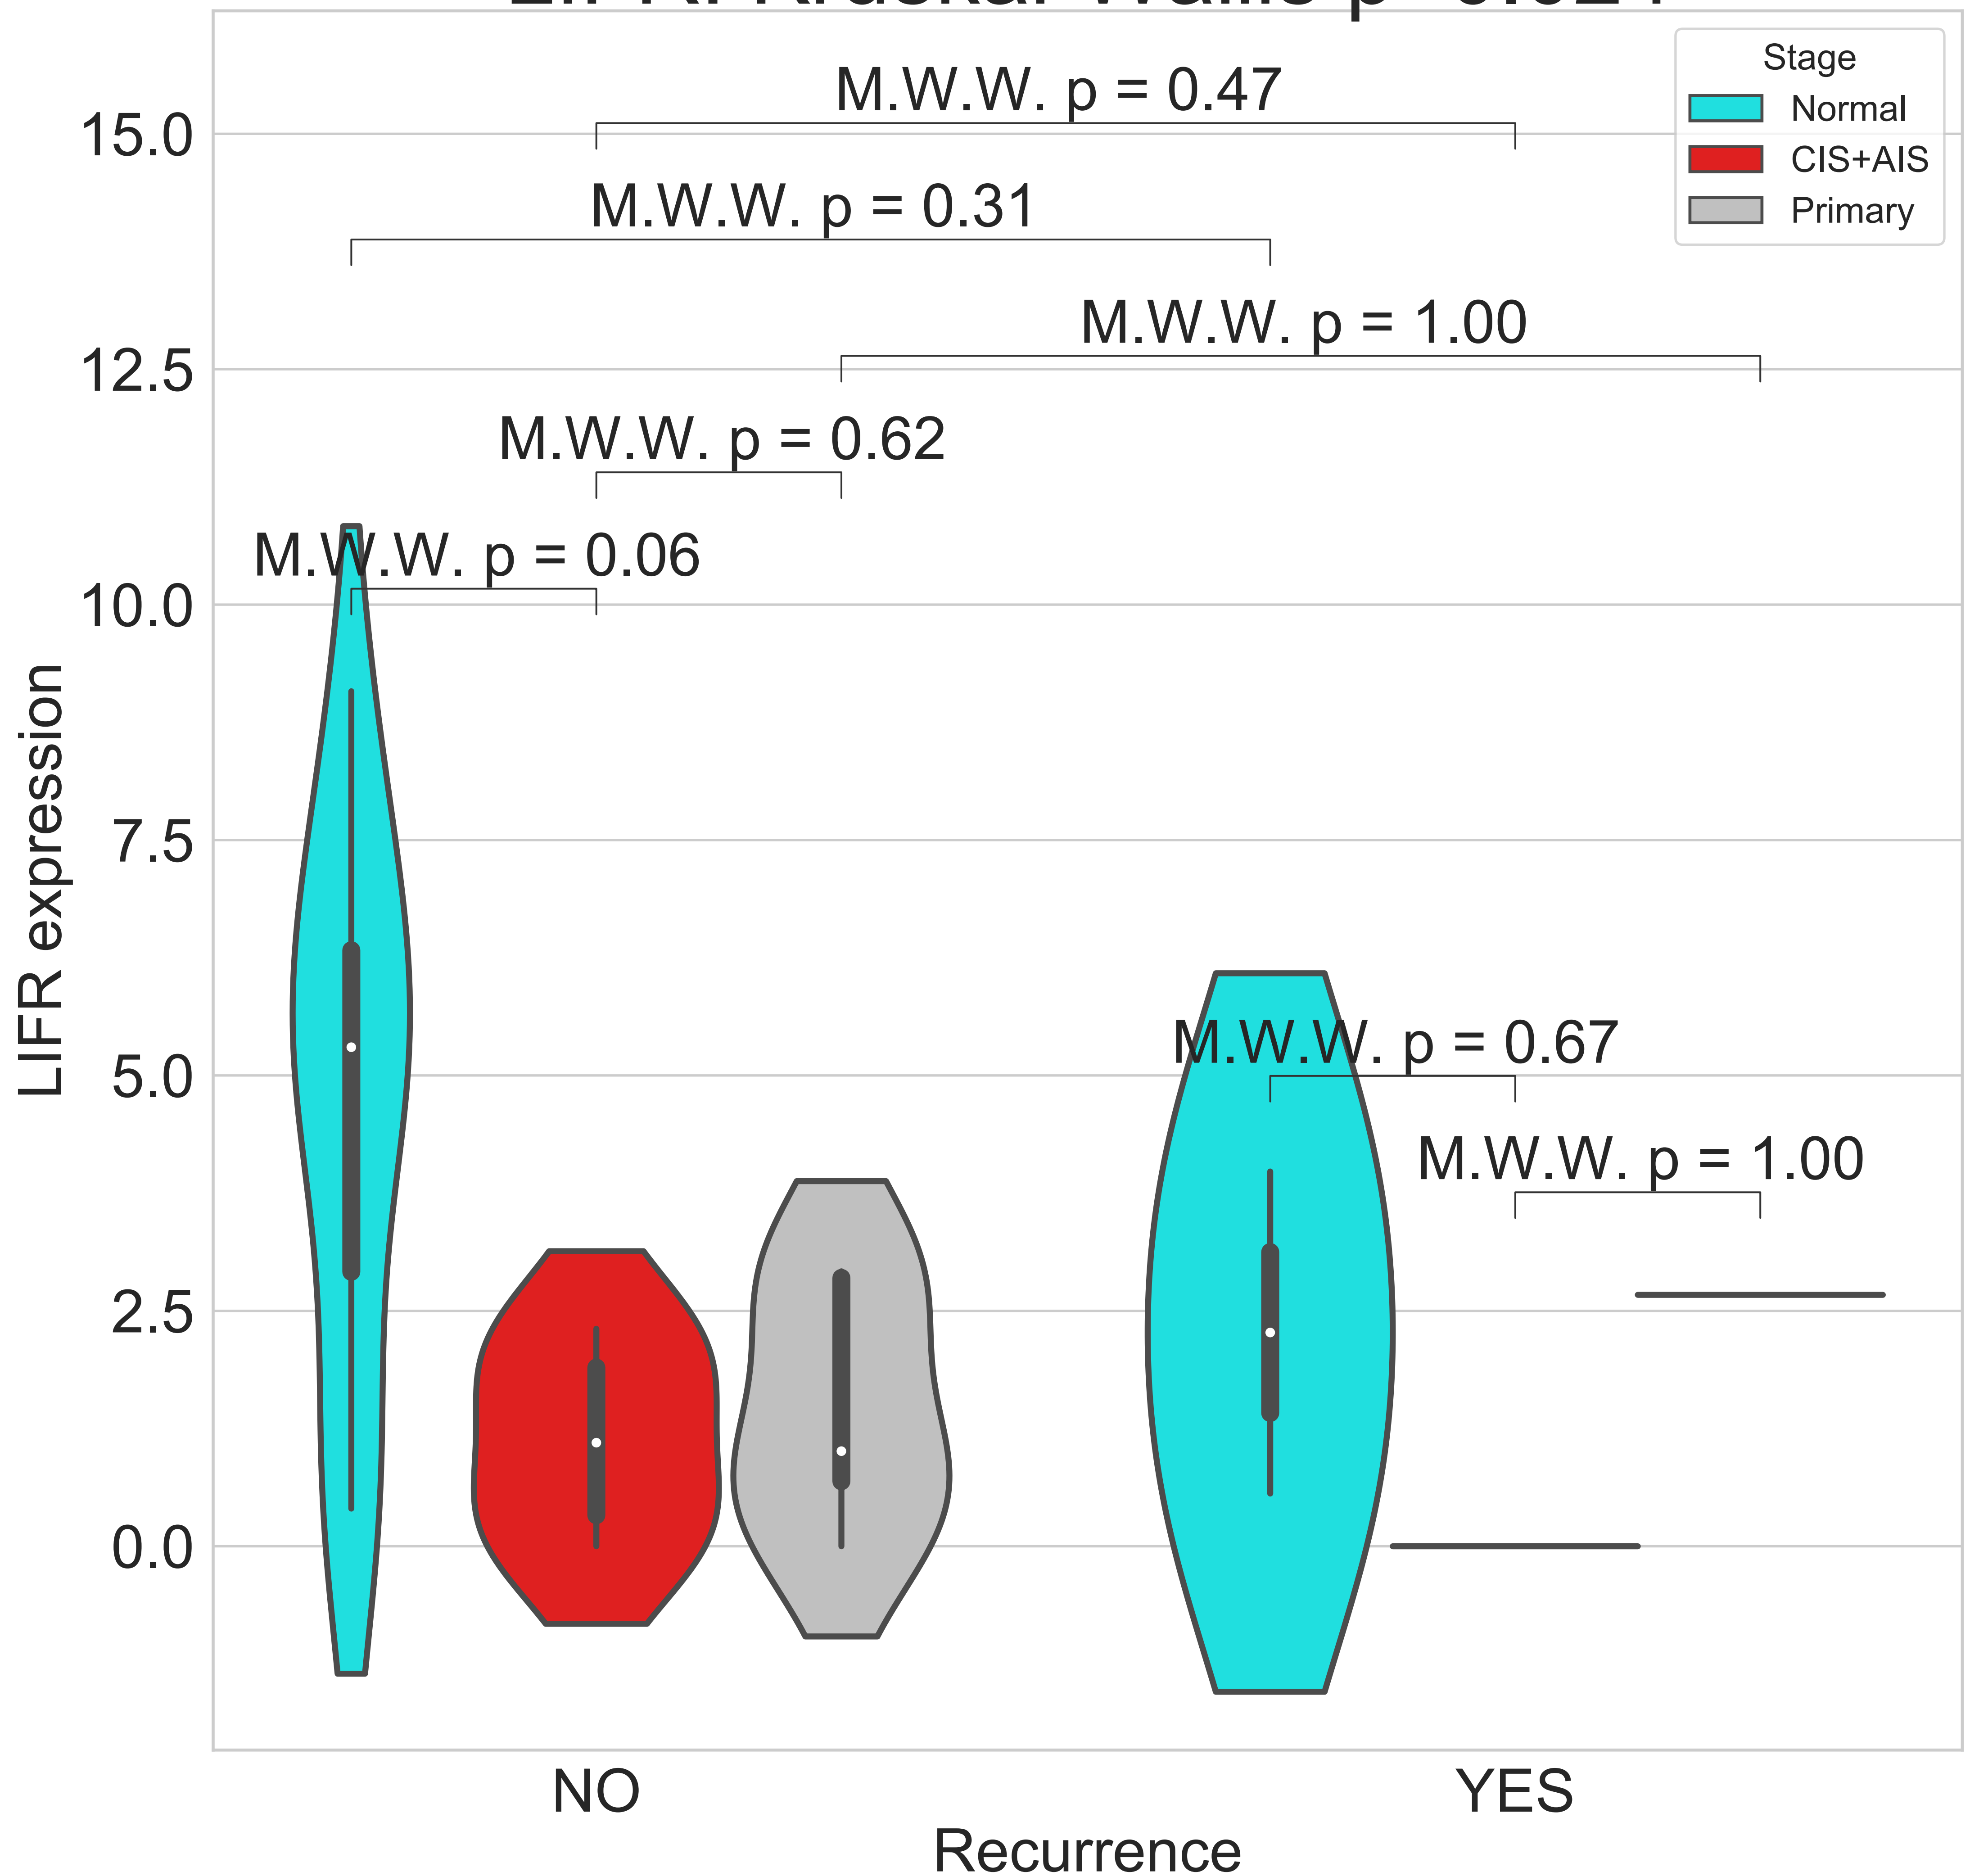 Stage
Normal
CIS+AIS
Primary
M.W.W. p = 0.47
M.W.W. p = 0.31
M.W.W. p = 1.00
M.W.W. p = 0.62
M.W.W. p = 0.06
M.W.W. p = 0.67
M.W.W. p = 1.00
15.0
12.5
10.0
7.5
5.0
2.5
0.0
LIFR expression
NO
YES
Recurrence